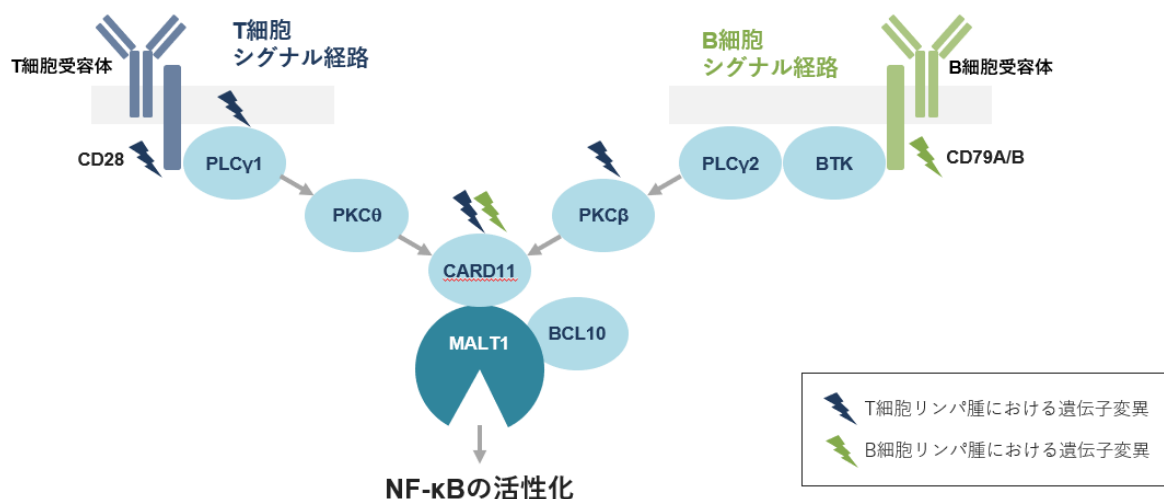 T細胞
シグナル経路
B細胞
シグナル経路
T細胞受容体
B細胞受容体
CD28
PLCγ1
PLCγ2
BTK
CD79A/B
PKCθ
PKCβ
CARD11
MALT1
BCL10
T細胞リンパ腫における遺伝子変異
B細胞リンパ腫における遺伝子変異
NF-κBの活性化